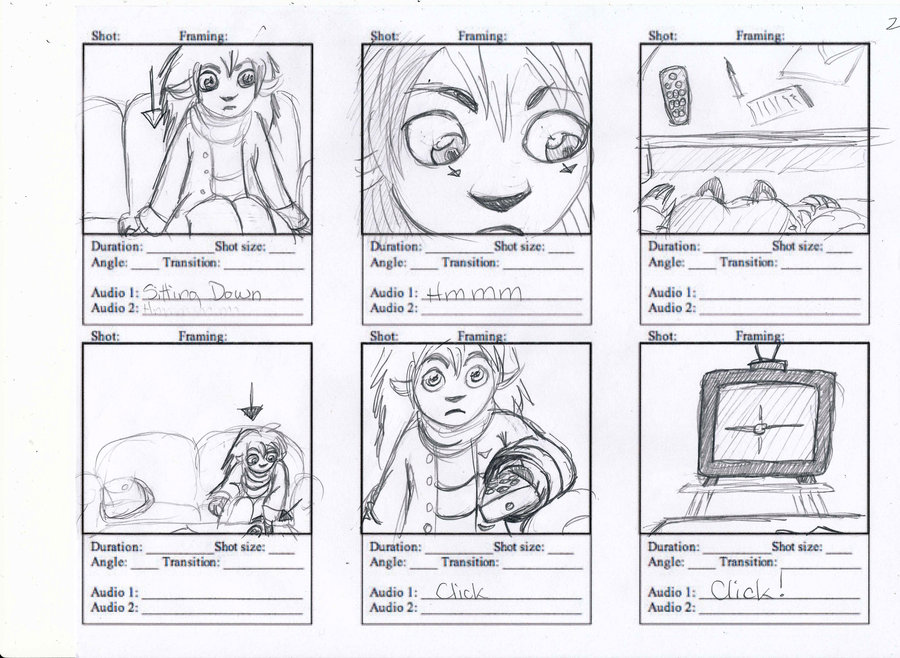 2
Shot: Framing: Shot: Framing: Shot: Framing:
Duration: Shot size: Duration: Shot size: Duration: Shot size:
Angle: Transition: Angle: Transition: Angle: Transition:
Audio 1: Sitting Down Audio 1: Hmmm Audio 1:
Audio 2: Audio 2: Audio 2:
Shot: Framing: Shot: Framing: Shot: Framing:
Duration: Shot size: Duration: Shot size: Duration: Shot size:
Angle: Transition: Angle: Transition: Angle: Transition:
Audio 1: Audio 1: Click Audio 1: Click!
Audio 2: Audio 2: Audio 2: